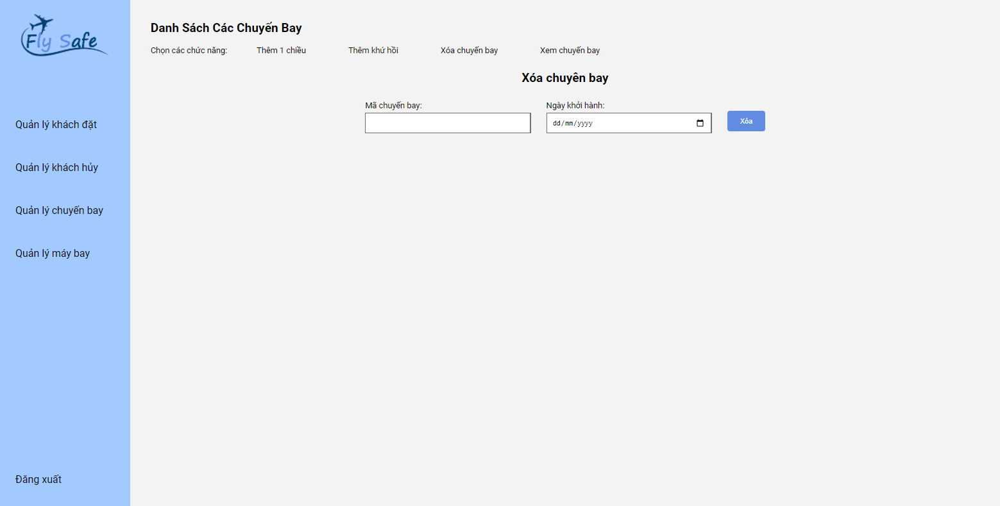 Fly Safe
Quản lý khách đặt
Quản lý khách hủy
Quản lý chuyến bay
Quản lý máy bay
Đăng xuất
Danh Sách Các Chuyến Bay
Chọn các chức năng: Thêm 1 chiều Thêm khứ hồi Xóa chuyến bay Xem chuyến bay
Xóa chuyên bay
Mã chuyến bay: Ngày khởi hành:
dd/mm/yyyy Xóa